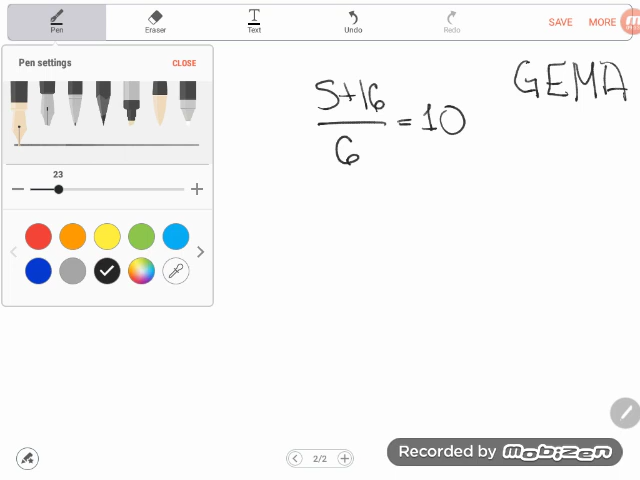 Pen Eraser Text Undo Redo SAVE MORE
Pen settings CLOSE
23
S+16
6
= 10
GEMA
2/2
Recorded by mobizen